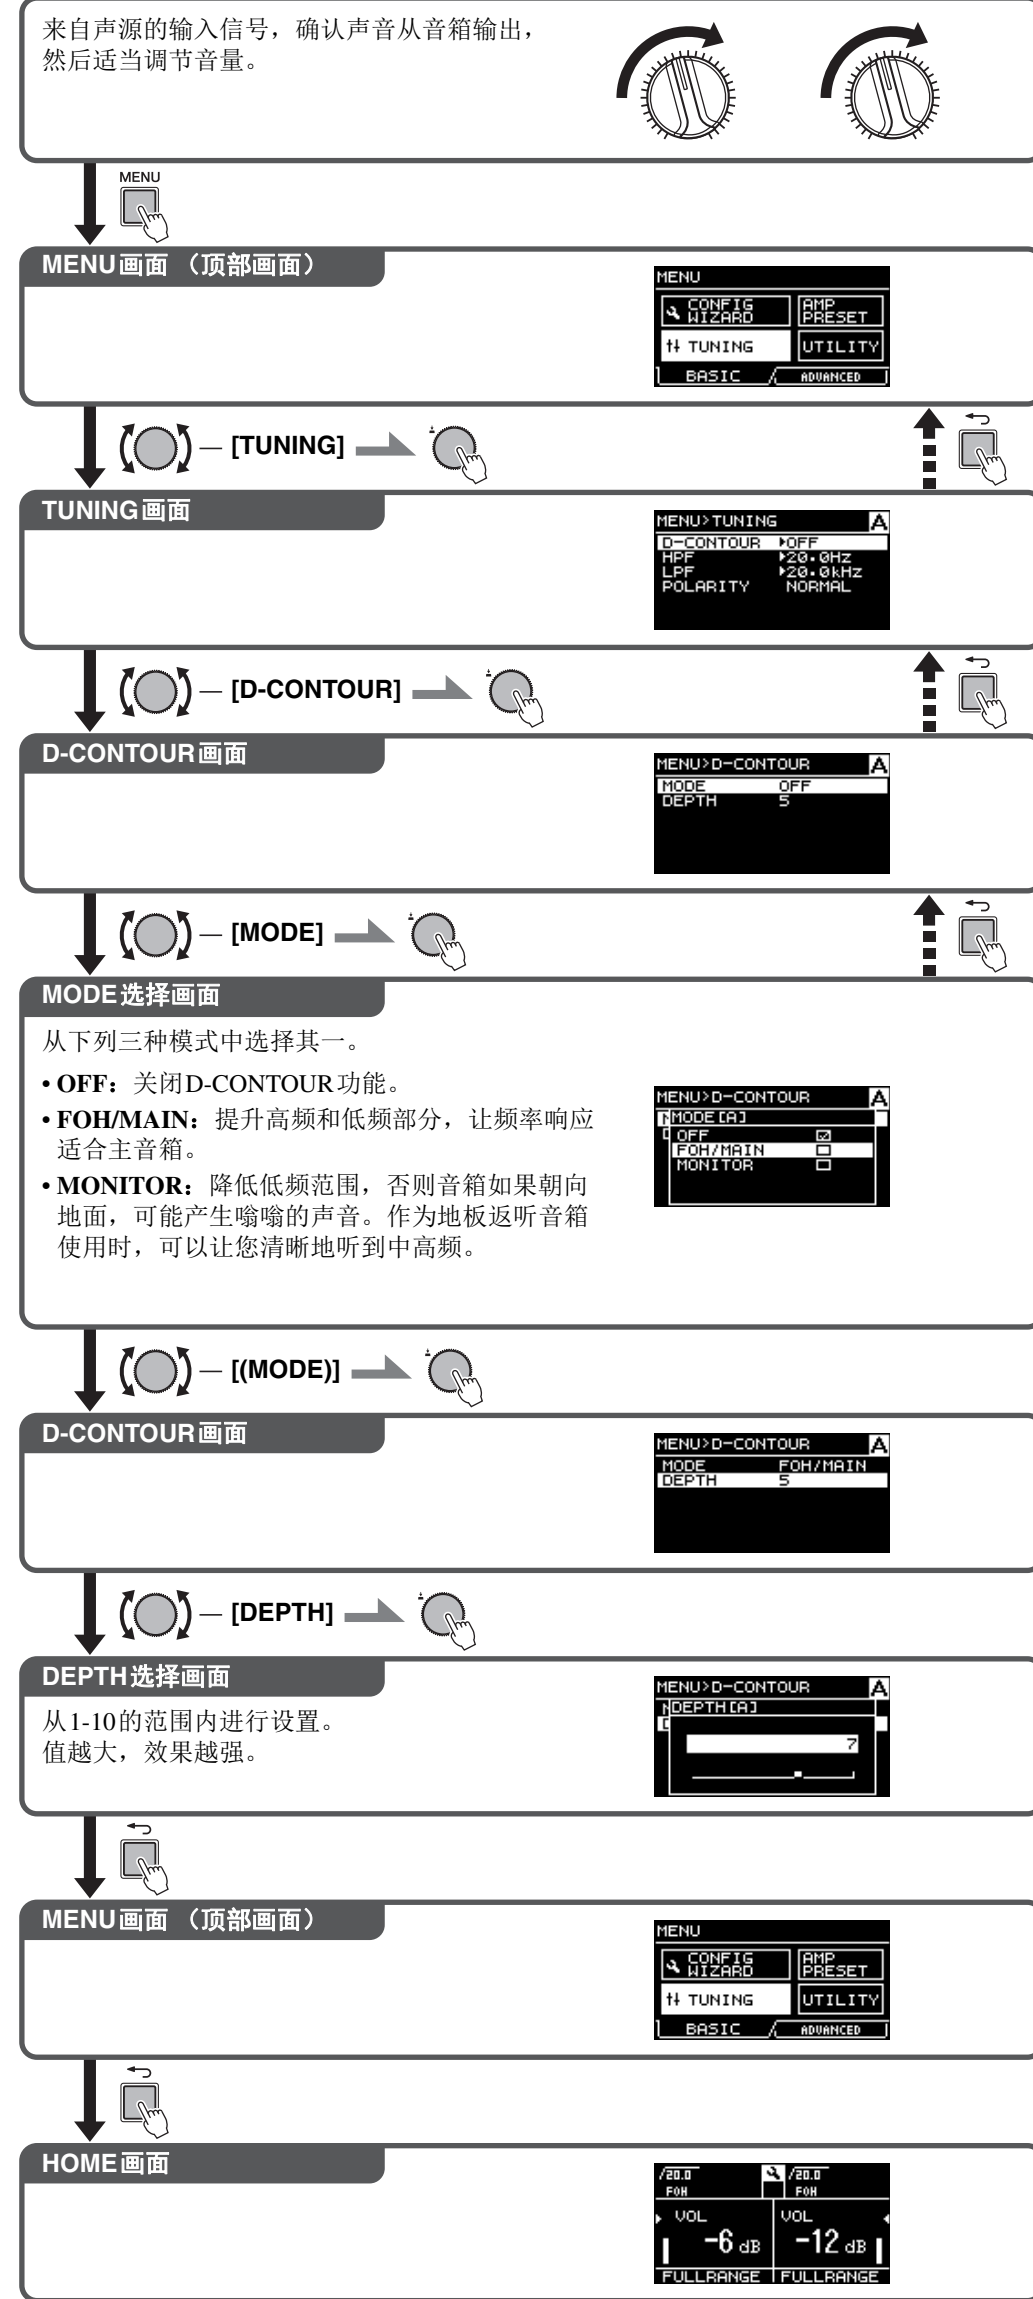 来自声源的输入信号，确认声音从音箱输出，
然后适当调节音量。
MENU
MENU画面 （顶部画面）
MENU
CONFIG WIZARD
AMP PRESET
TUNING
UTILITY
BASIC
ADVANCED
[TUNING]
TUNING画面
MENU>TUNING A
D-CONTOUR OFF
HPF 20.0Hz
LPF 20.0kHz
POLARITY NORMAL
[D-CONTOUR]
D-CONTOUR画面
MENU>D-CONTOUR A
MODE OFF
DEPTH 5
[MODE]
MODE选择画面
从下列三种模式中选择其一。
• OFF：关闭D-CONTOUR功能。
• FOH/MAIN：提升高频和低频部分，让频率响应
适合主音箱。
• MONITOR：降低低频范围，否则音箱如果朝向
地面，可能产生嗡嗡的声音。作为地板返听音箱
使用时，可以让您清晰地听到中高频。
MENU>D-CONTOUR A
MODE[A]
OFF
FOH/MAIN
MONITOR
[(MODE)]
D-CONTOUR画面
MENU>D-CONTOUR A
MODE FOH/MAIN
DEPTH 5
[DEPTH]
DEPTH选择画面
从1-10的范围内进行设置。
值越大，效果越强。
MENU>D-CONTOUR A
DEPTH[A]
7
MENU画面 （顶部画面）
MENU
CONFIG WIZARD
AMP PRESET
TUNING
UTILITY
BASIC
ADVANCED
HOME画面
/20.0 /20.0
FOH FOH
VOL VOL
-6 dB -12 dB
FULLRANGE FULLRANGE